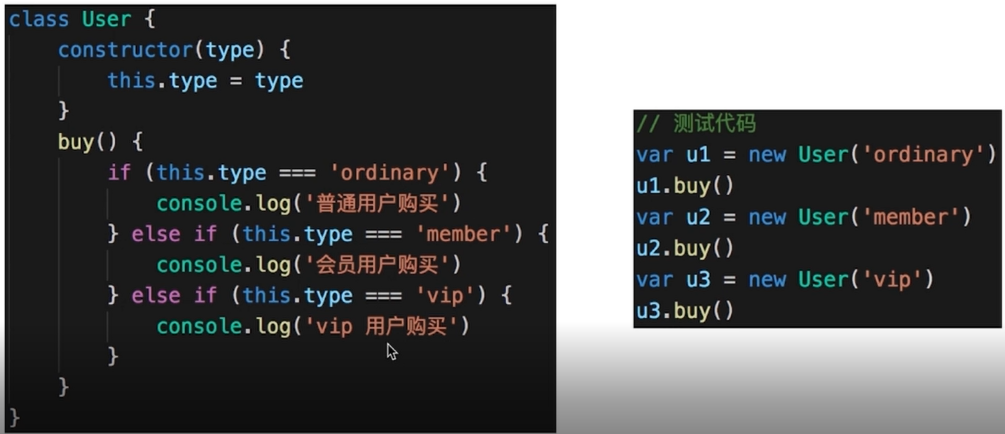 class User {
    constructor(type) {
        this.type = type
    }
    buy() {
        if (this.type === 'ordinary') {
            console.log('普通用户购买')
        } else if (this.type === 'member') {
            console.log('会员用户购买')
        } else if (this.type === 'vip') {
            console.log('vip 用户购买')
        }
    }
}
// 测试代码
var u1 = new User('ordinary')
u1.buy()
var u2 = new User('member')
u2.buy()
var u3 = new User('vip')
u3.buy()